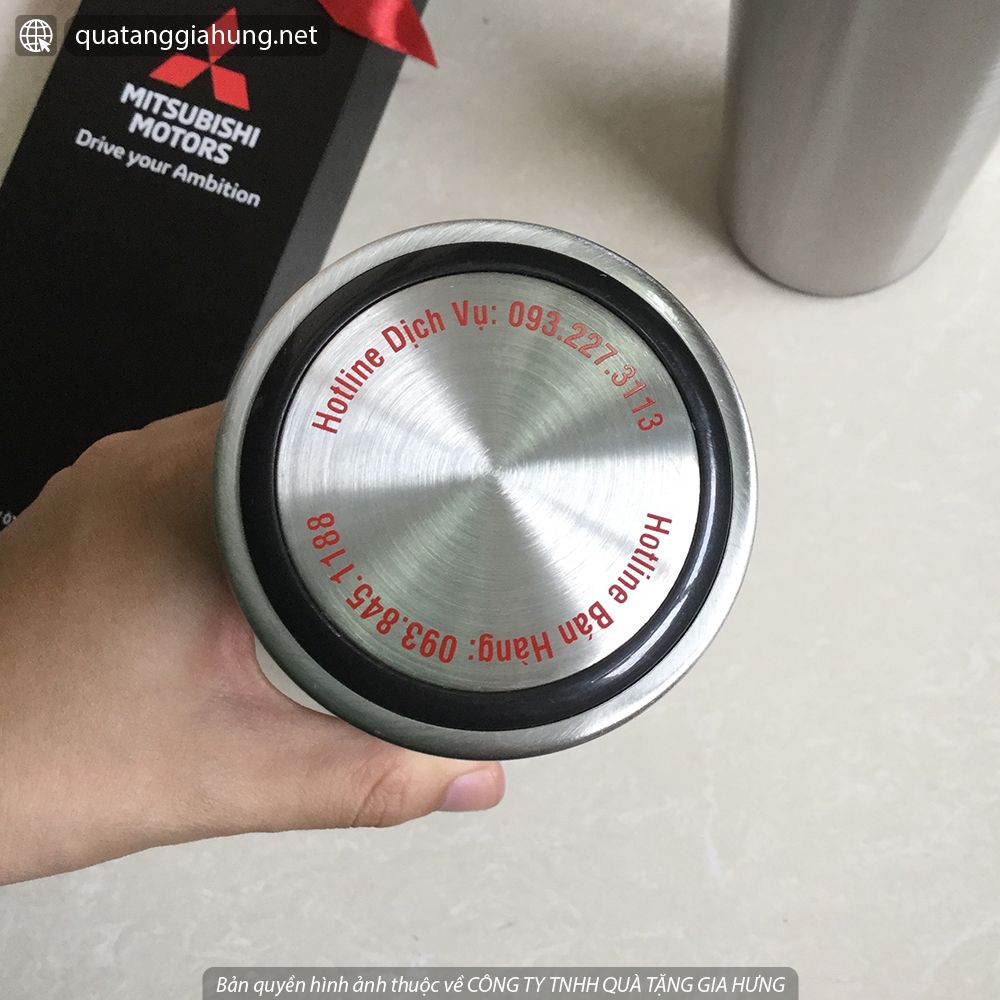 quatanggiahung.net
MITSUBISHI
MOTORS
Drive your Ambition
Hotline Dịch Vụ: 093.227.3113
Hotline Bán Hàng: 093.845.1188
Bản quyền hình ảnh thuộc về CÔNG TY TNHH QUÀ TẶNG GIA HƯNG